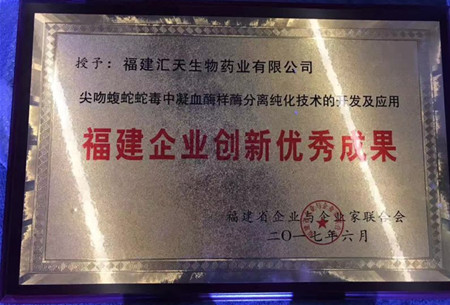 授予：福建汇天生物药业有限公司
尖吻蝮蛇蛇毒中凝血酶样酶分离纯化技术的开发及应用
福建企业创新优秀成果
福建省企业与企业家联合会
二〇一七年六月